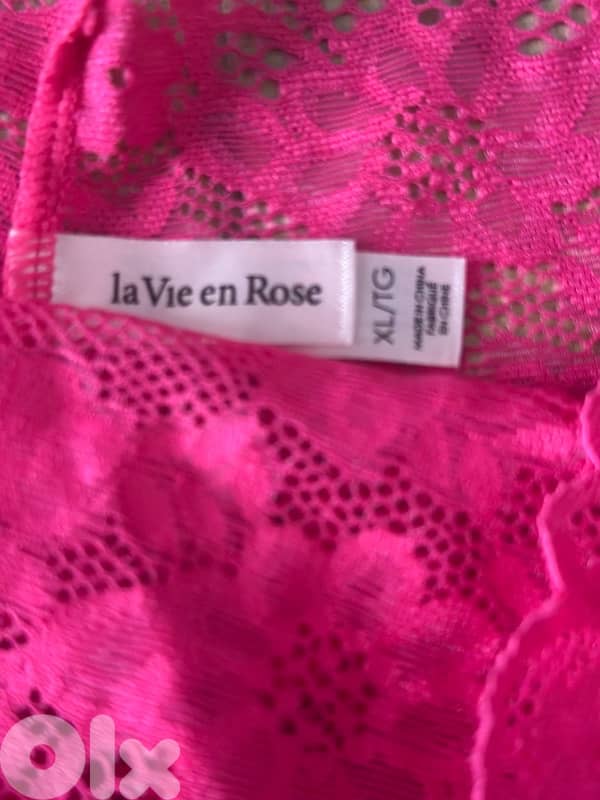 la Vie en Rose
XL/TG
MADE IN CHINA
FABRIQUÉ
EN CHINE
olx